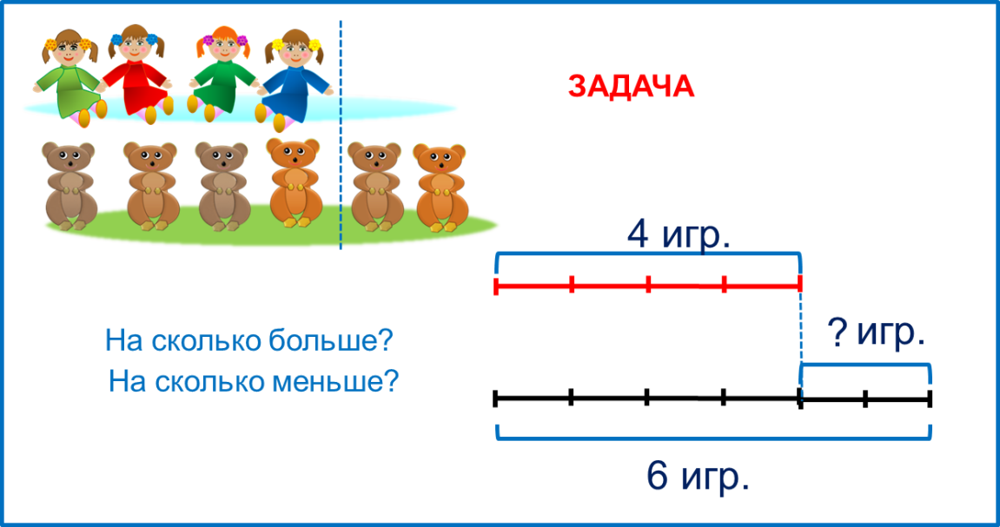 ЗАДАЧА
4 игр.
? игр.
На сколько больше?
На сколько меньше?
6 игр.